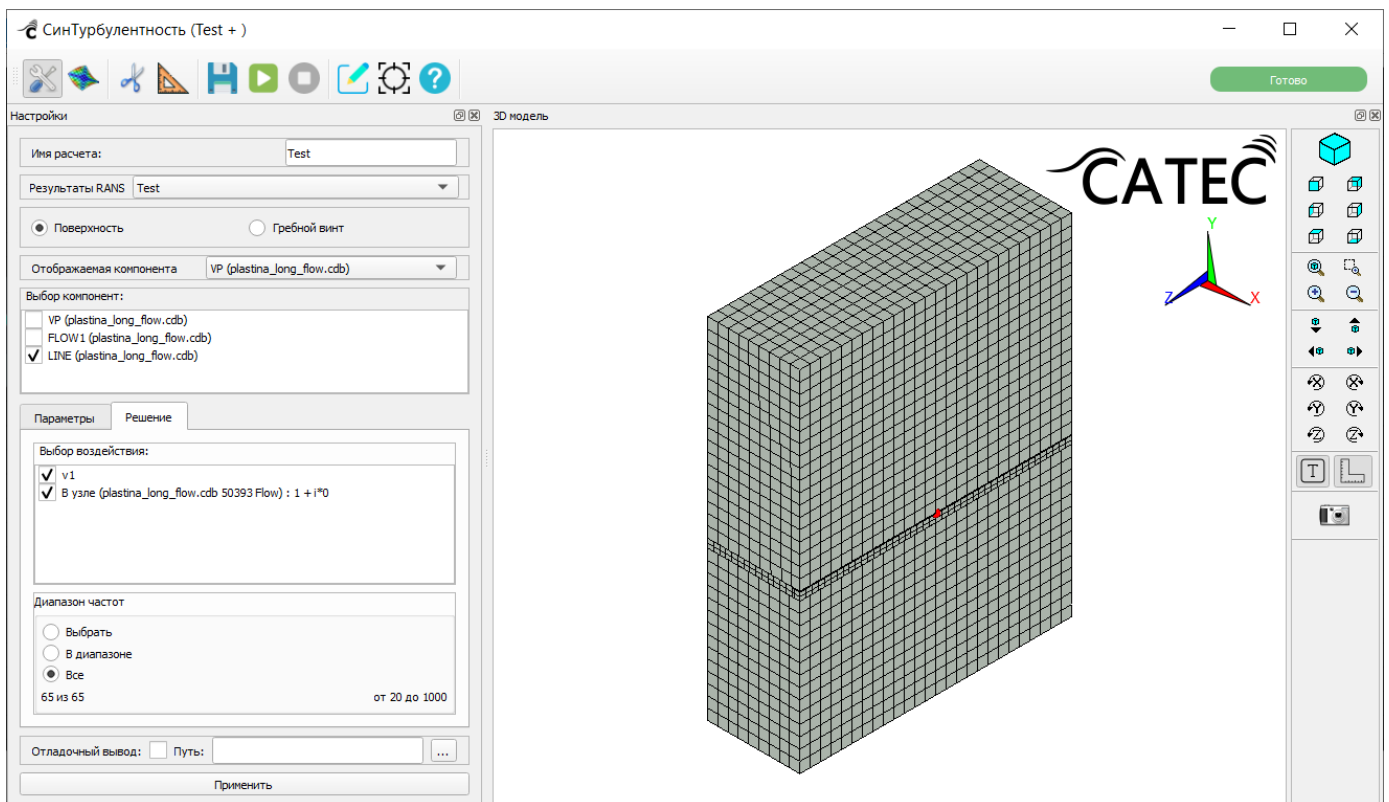 СинТурбулентность (Test + )
Готово
Настройки
3D модель
Имя расчета: Test
Результаты RANS Test
Поверхность Гребной винт
Отображаемая компонента VP (plastina_long_flow.cdb)
Выбор компонент:
VP (plastina_long_flow.cdb)
FLOW1 (plastina_long_flow.cdb)
LINE (plastina_long_flow.cdb)
Параметры Решение
Выбор воздействия:
v1
В узле (plastina_long_flow.cdb 50393 Flow) : 1 + i*0
Диапазон частот
Выбрать
В диапазоне
Все
65 из 65 от 20 до 1000
Отладочный вывод: Путь: ...
Применить
CATEC
Y
Z X
X X
Y Y
Z Z
T